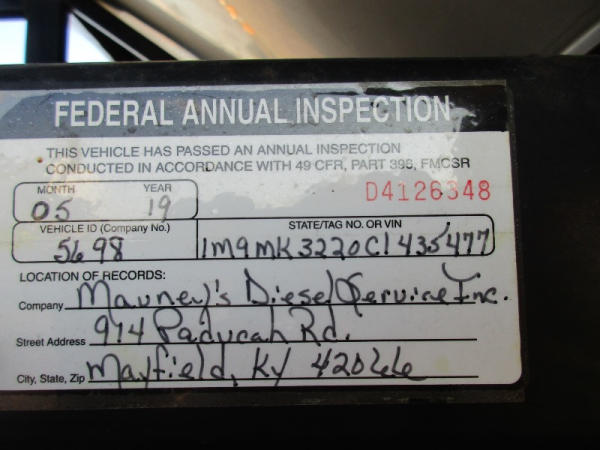 FEDERAL ANNUAL INSPECTION
THIS VEHICLE HAS PASSED AN ANNUAL INSPECTION
CONDUCTED IN ACCORDANCE WITH 49 CFR, PART 396, FMCSR
MONTH YEAR D4126348
05 19
VEHICLE ID (Company No.) STATE/TAG NO. OR VIN
5698 1M9MK3220C1435477
LOCATION OF RECORDS:
Company Mauney's Diesel Service Inc.
Street Address 974 Paducah Rd.
City, State, Zip Mayfield, Ky 42066